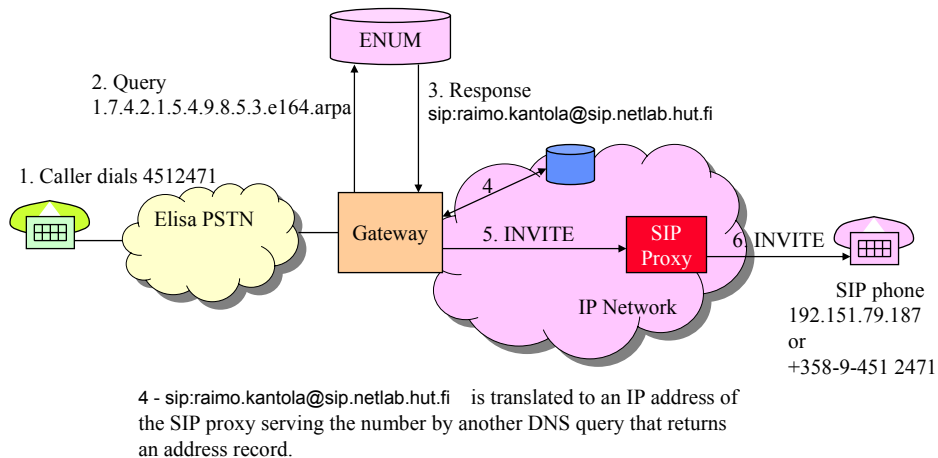 ENUM
2. Query
1.7.4.2.1.5.4.9.8.5.3.e164.arpa
3. Response
sip:raimo.kantola@sip.netlab.hut.fi
1. Caller dials 4512471
Elisa PSTN
Gateway
4
5. INVITE
SIP
Proxy
6. INVITE
IP Network
SIP phone
192.151.79.187
or
+358-9-451 2471
4 - sip:raimo.kantola@sip.netlab.hut.fi is translated to an IP address of
the SIP proxy serving the number by another DNS query that returns
an address record.